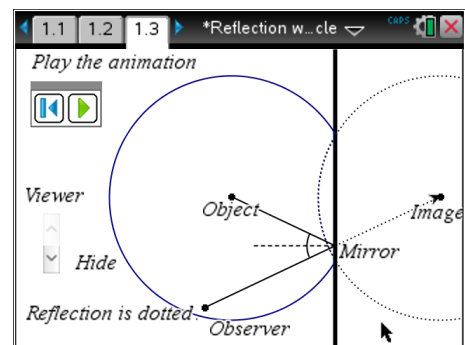 1.1 1.2 1.3 *Reflection w...cle CAPS
Play the animation
Viewer
Object
Image
Mirror
Hide
Reflection is dotted.
Observer